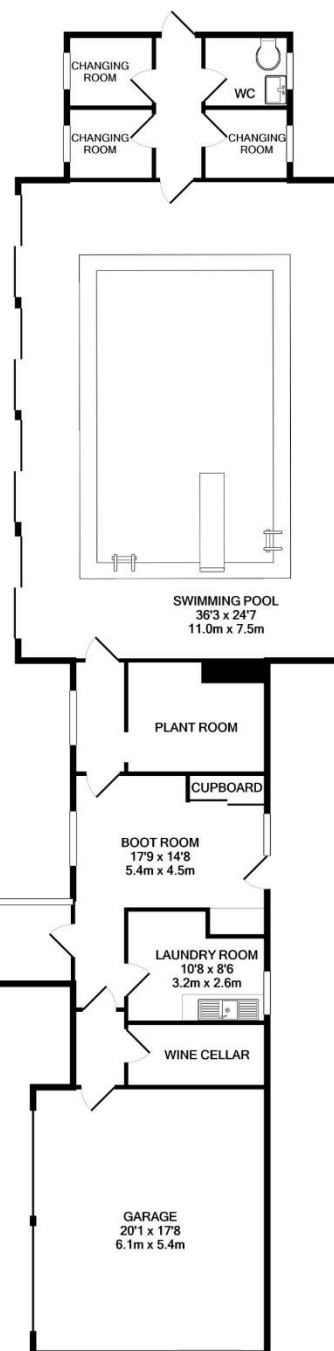 CHANGING
ROOM
WC
CHANGING
ROOM
CHANGING
ROOM
SWIMMING POOL
36'3 x 24'7
11.0m x 7.5m
PLANT ROOM
CUPBOARD
BOOT ROOM
17'9 x 14'8
5.4m x 4.5m
LAUNDRY ROOM
10'8 x 8'6
3.2m x 2.6m
WINE CELLAR
GARAGE
20'1 x 17'8
6.1m x 5.4m